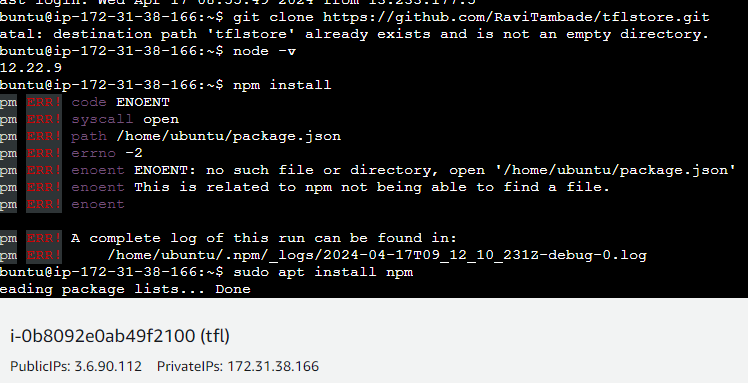 ast login: Wed Apr 17 08:55:49 2024 from 13.233.177.5
buntu@ip-172-31-38-166:~$ git clone https://github.com/RaviTambade/tflstore.git
atal: destination path 'tflstore' already exists and is not an empty directory.
buntu@ip-172-31-38-166:~$ node -v
12.22.9
buntu@ip-172-31-38-166:~$ npm install
pm ERR! code ENOENT
pm ERR! syscall open
pm ERR! path /home/ubuntu/package.json
pm ERR! errno -2
pm ERR! enoent ENOENT: no such file or directory, open '/home/ubuntu/package.json'
pm ERR! enoent This is related to npm not being able to find a file.
pm ERR! enoent
pm ERR! A complete log of this run can be found in:
pm ERR!     /home/ubuntu/.npm/_logs/2024-04-17T09_12_10_231Z-debug-0.log
buntu@ip-172-31-38-166:~$ sudo apt install npm
eading package lists... Done
i-0b8092e0ab49f2100 (tfl)
PublicIPs: 3.6.90.112 PrivateIPs: 172.31.38.166